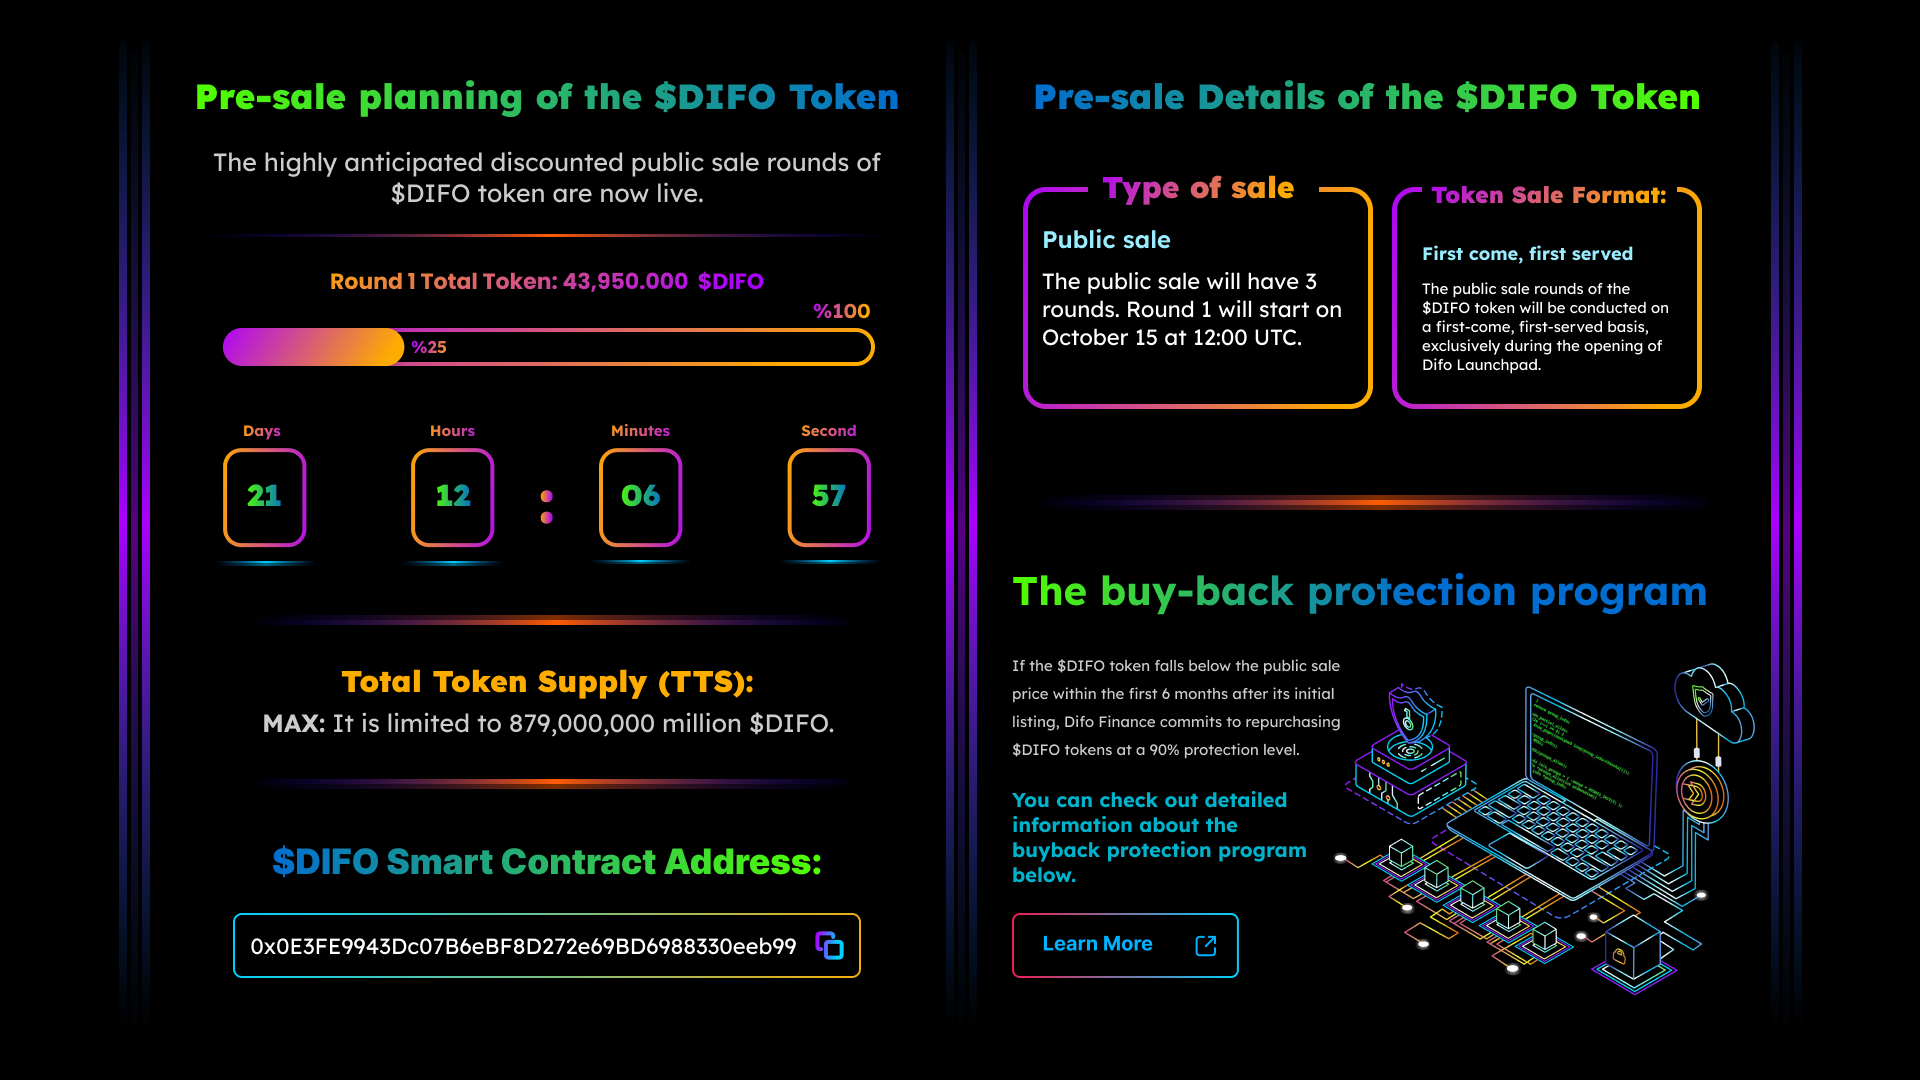 Pre-sale planning of the $DIFO Token
The highly anticipated discounted public sale rounds of
$DIFO token are now live.
Round 1 Total Token: 43,950.000 $DIFO
%100
%25
Days
Hours
Minutes
Second
21
12
:
06
57
Total Token Supply (TTS):
MAX: It is limited to 879,000,000 million $DIFO.
$DIFO Smart Contract Address:
0x0E3FE9943Dc07B6eBF8D272e69BD6988330eeb99
Pre-sale Details of the $DIFO Token
Type of sale
Public sale
The public sale will have 3
rounds. Round 1 will start on
October 15 at 12:00 UTC.
Token Sale Format:
First come, first served
The public sale rounds of the
$DIFO token will be conducted on
a first-come, first-served basis,
exclusively during the opening of
Difo Launchpad.
The buy-back protection program
If the $DIFO token falls below the public sale
price within the first 6 months after its initial
listing, Difo Finance commits to repurchasing
$DIFO tokens at a 90% protection level.
You can check out detailed
information about the
buyback protection program
below.
Learn More